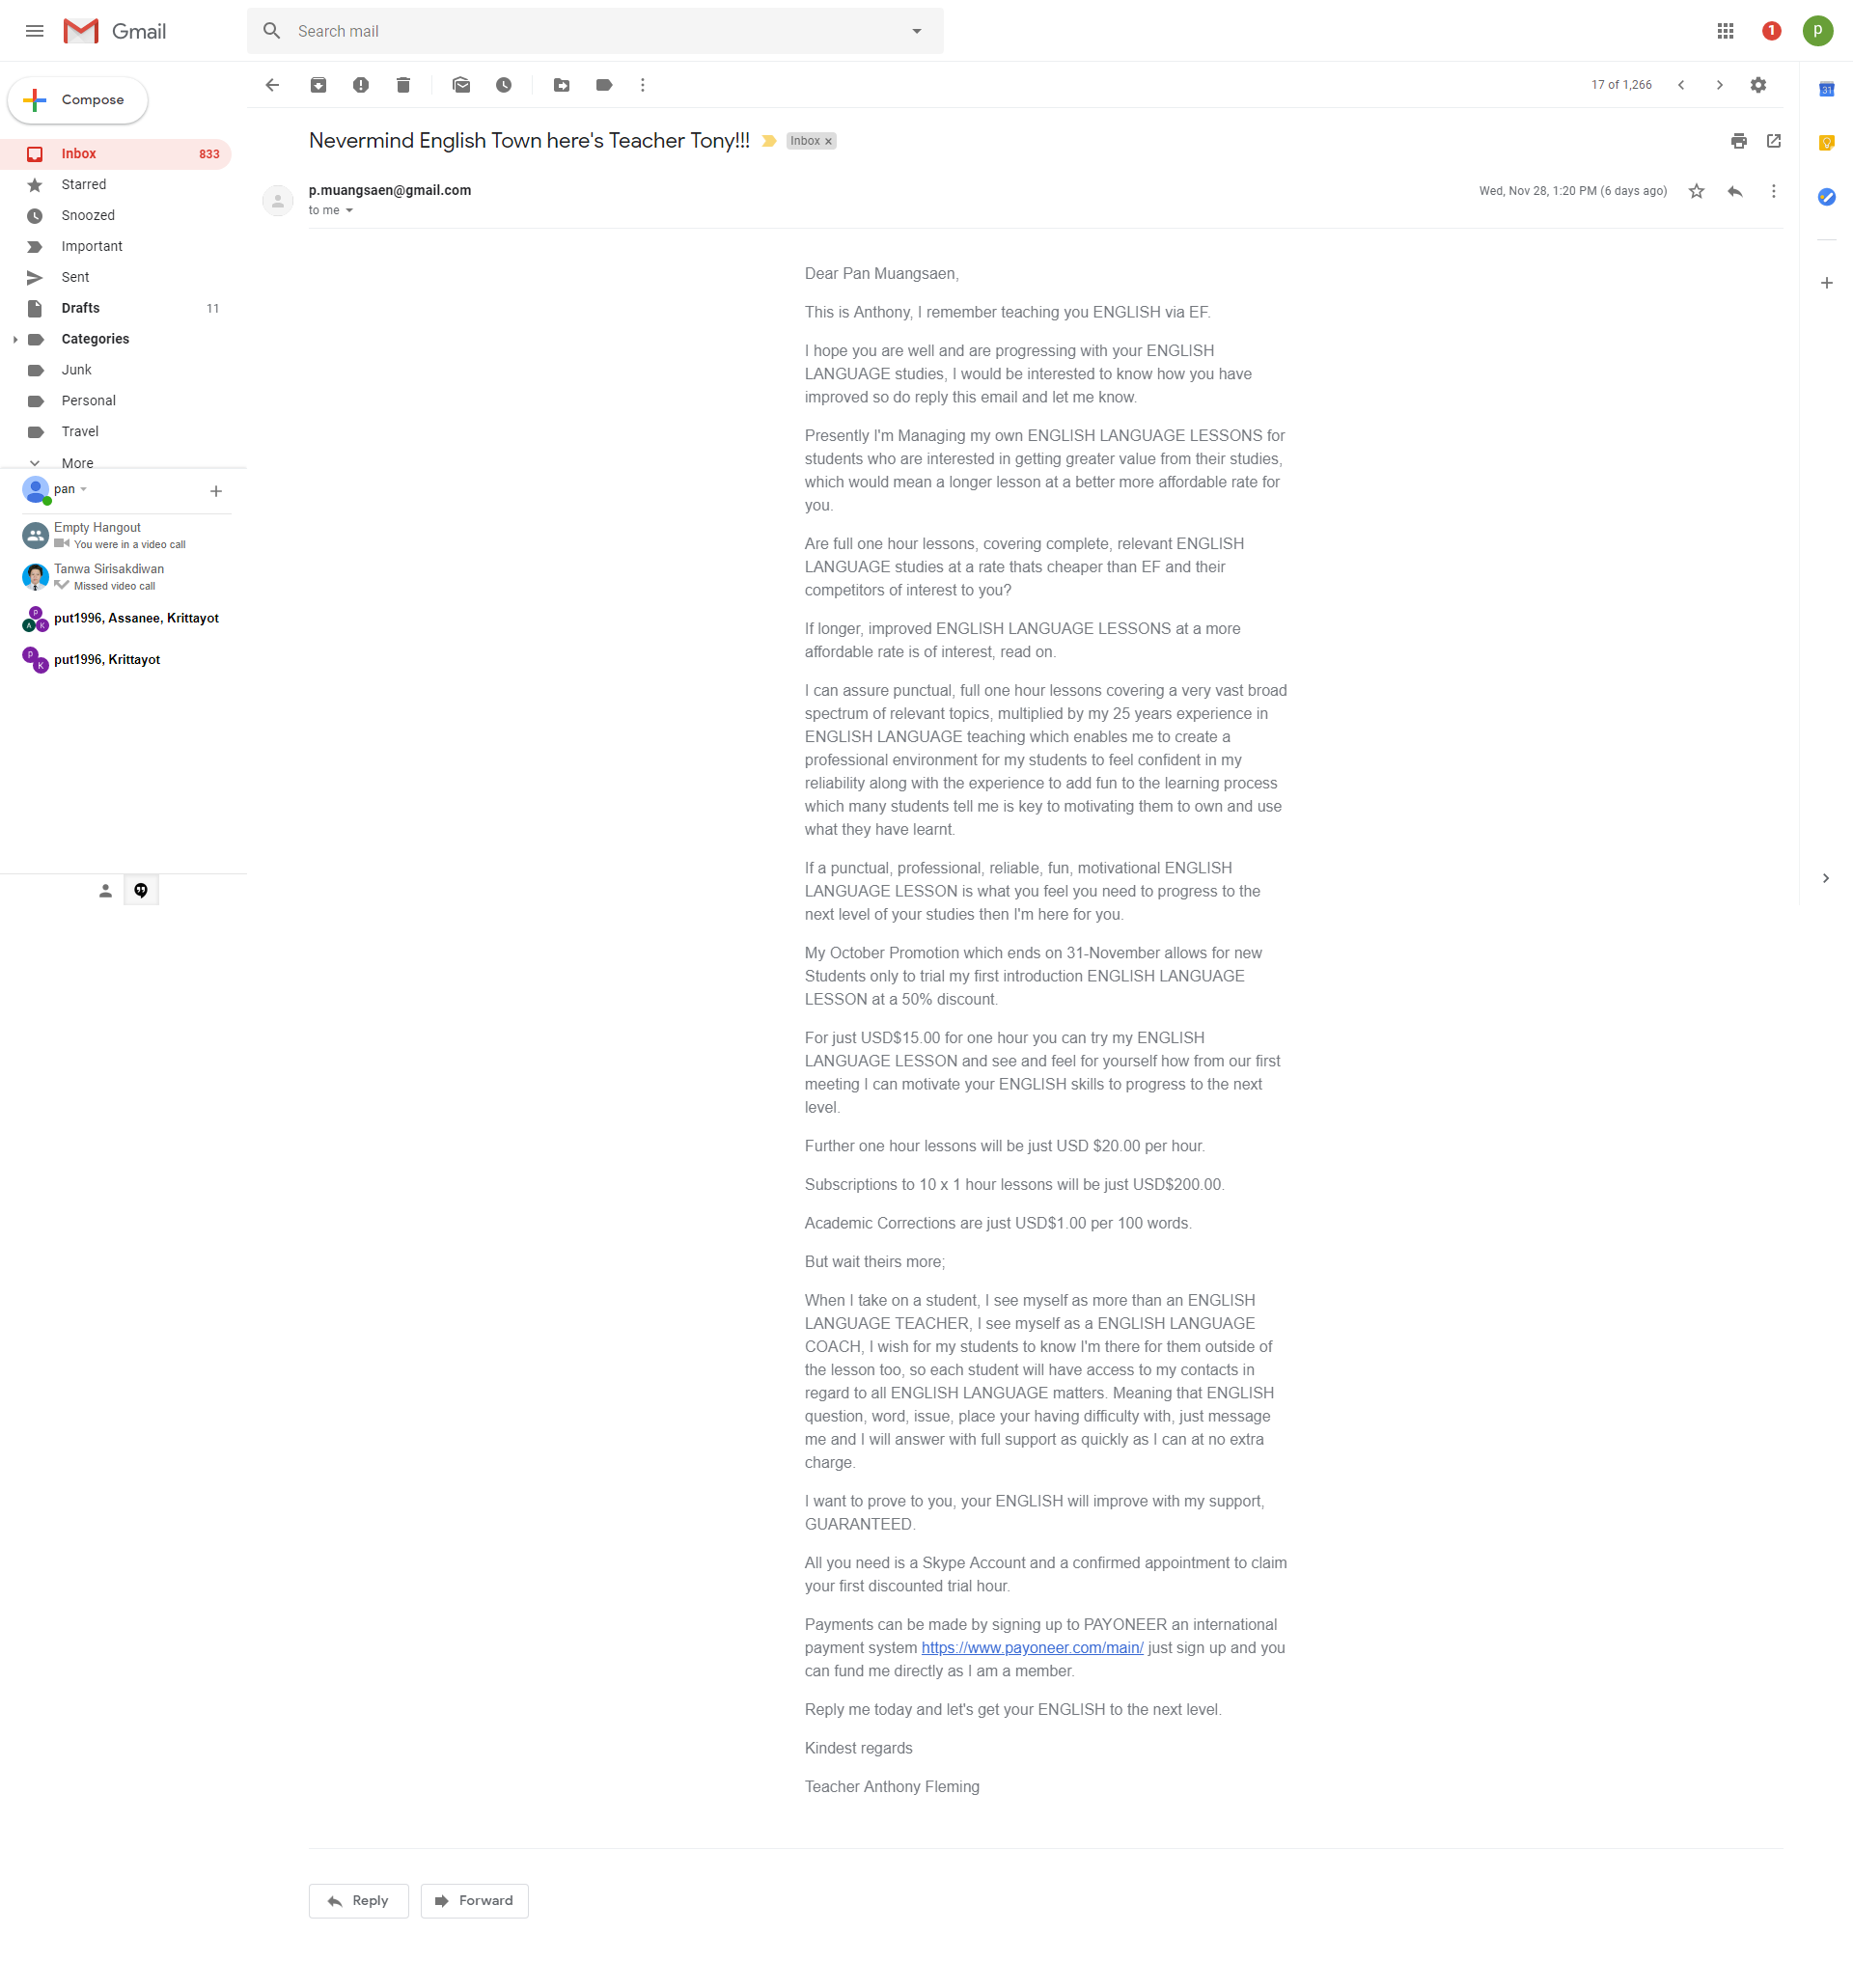 Gmail
Search mail
1
p
Compose
17 of 1,266
31
Nevermind English Town here's Teacher Tony!!!
Inbox x
Inbox 833
Starred
Snoozed
Important
Sent
Drafts 11
Categories
Junk
Personal
Travel
More
pan
Empty Hangout
You were in a video call
Tanwa Sirisakdiwan
Missed video call
P
A K
put1996, Assanee, Krittayot
P
K
put1996, Krittayot
p.muangsaen@gmail.com
to me
Wed, Nov 28, 1:20 PM (6 days ago)
Dear Pan Muangsaen,
This is Anthony, I remember teaching you ENGLISH via EF.
I hope you are well and are progressing with your ENGLISH
LANGUAGE studies, I would be interested to know how you have
improved so do reply this email and let me know.
Presently I'm Managing my own ENGLISH LANGUAGE LESSONS for
students who are interested in getting greater value from their studies,
which would mean a longer lesson at a better more affordable rate for
you.
Are full one hour lessons, covering complete, relevant ENGLISH
LANGUAGE studies at a rate thats cheaper than EF and their
competitors of interest to you?
If longer, improved ENGLISH LANGUAGE LESSONS at a more
affordable rate is of interest, read on.
I can assure punctual, full one hour lessons covering a very vast broad
spectrum of relevant topics, multiplied by my 25 years experience in
ENGLISH LANGUAGE teaching which enables me to create a
professional environment for my students to feel confident in my
reliability along with the experience to add fun to the learning process
which many students tell me is key to motivating them to own and use
what they have learnt.
If a punctual, professional, reliable, fun, motivational ENGLISH
LANGUAGE LESSON is what you feel you need to progress to the
next level of your studies then I'm here for you.
My October Promotion which ends on 31-November allows for new
Students only to trial my first introduction ENGLISH LANGUAGE
LESSON at a 50% discount.
For just USD$15.00 for one hour you can try my ENGLISH
LANGUAGE LESSON and see and feel for yourself how from our first
meeting I can motivate your ENGLISH skills to progress to the next
level.
Further one hour lessons will be just USD $20.00 per hour.
Subscriptions to 10 x 1 hour lessons will be just USD$200.00.
Academic Corrections are just USD$1.00 per 100 words.
But wait theirs more;
When I take on a student, I see myself as more than an ENGLISH
LANGUAGE TEACHER, I see myself as a ENGLISH LANGUAGE
COACH, I wish for my students to know I'm there for them outside of
the lesson too, so each student will have access to my contacts in
regard to all ENGLISH LANGUAGE matters. Meaning that ENGLISH
question, word, issue, place your having difficulty with, just message
me and I will answer with full support as quickly as I can at no extra
charge.
I want to prove to you, your ENGLISH will improve with my support,
GUARANTEED.
All you need is a Skype Account and a confirmed appointment to claim
your first discounted trial hour.
Payments can be made by signing up to PAYONEER an international
payment system https://www.payoneer.com/main/ just sign up and you
can fund me directly as I am a member.
Reply me today and let's get your ENGLISH to the next level.
Kindest regards
Teacher Anthony Fleming
Reply
Forward